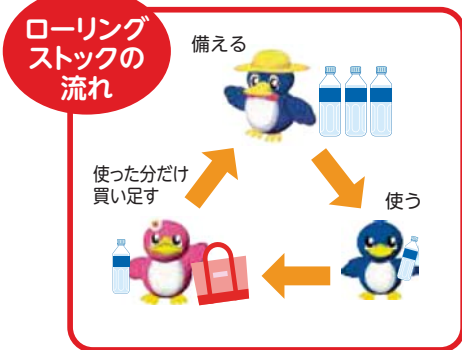 ローリング
ストックの
流れ
備える
使う
使った分だけ
買い足す